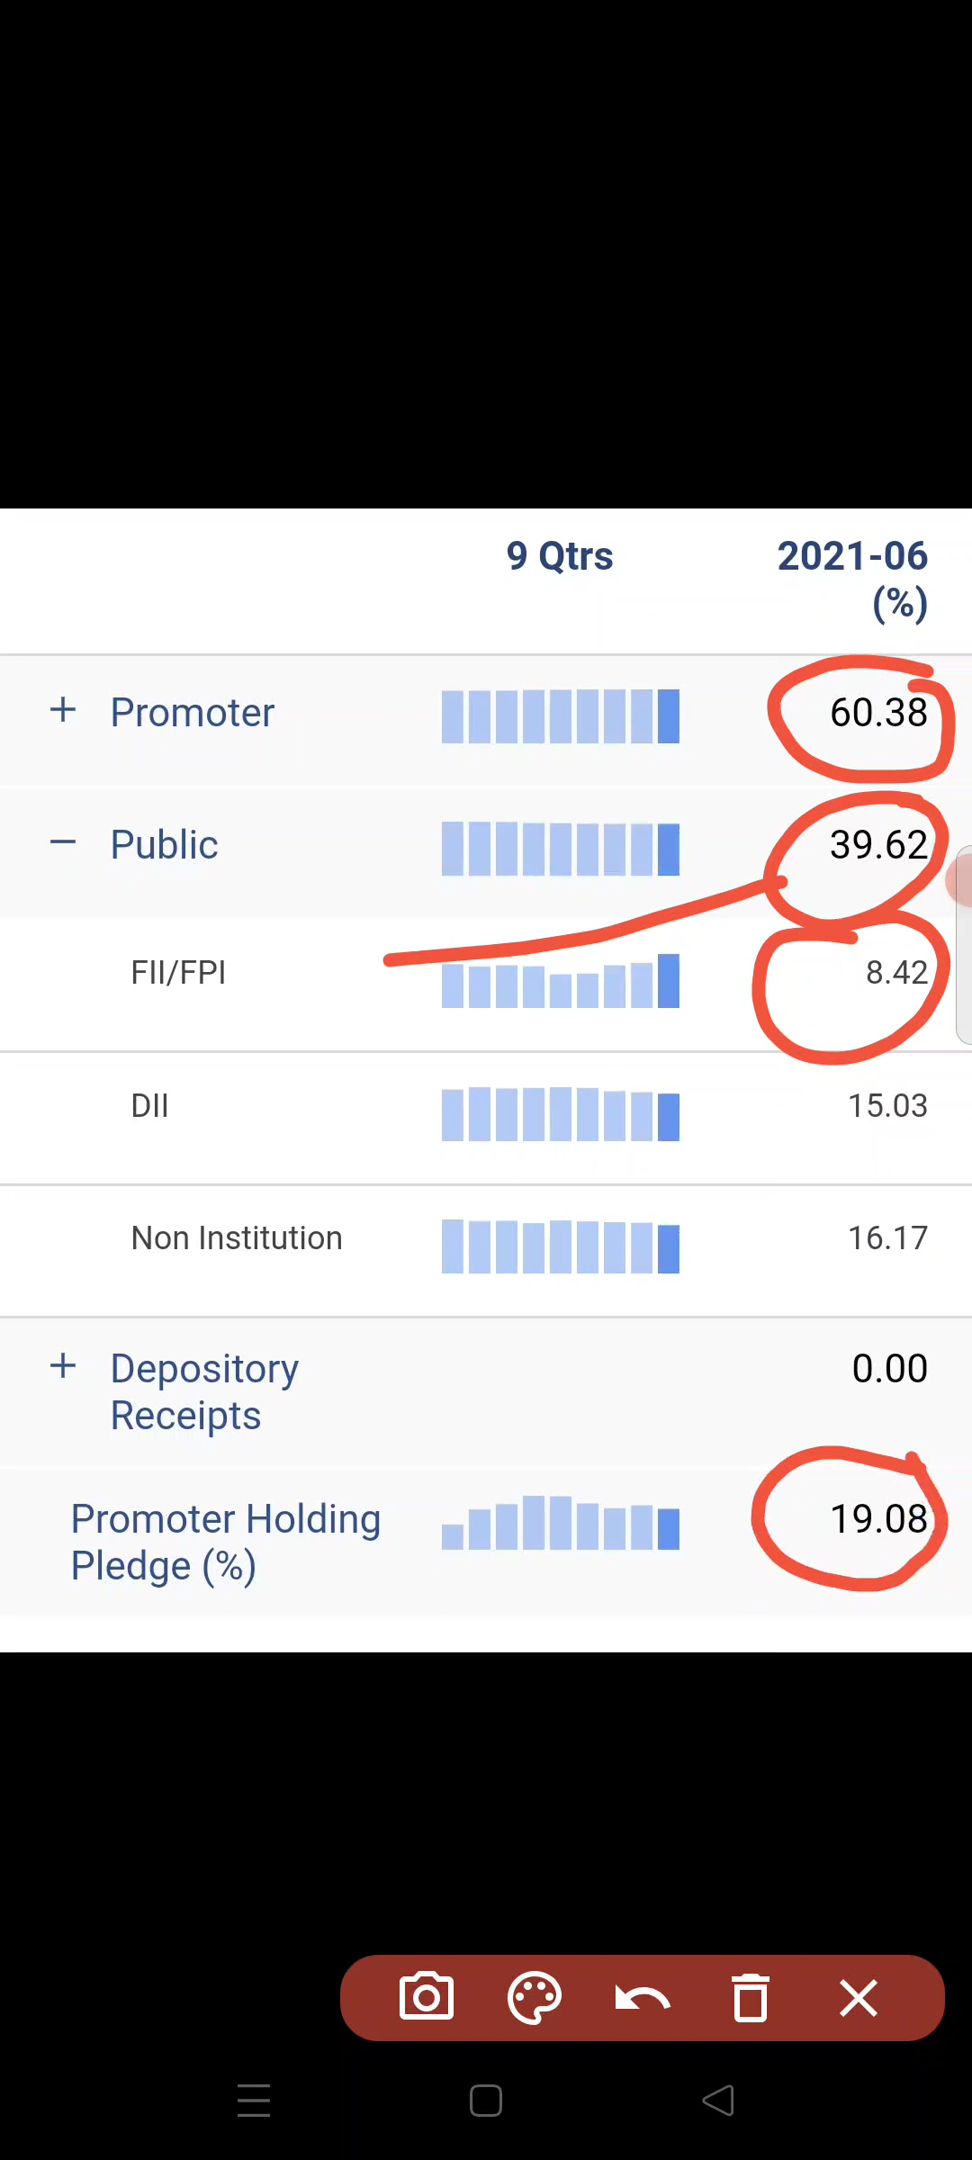 9 Qtrs 2021-06
(%)
+ Promoter 60.38
− Public 39.62
FII/FPI 8.42
DII 15.03
Non Institution 16.17
+ Depository 0.00
Receipts
Promoter Holding 19.08
Pledge (%)